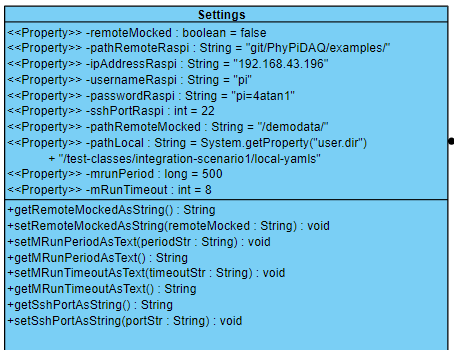 Settings
<<Property>> -remoteMocked : boolean = false
<<Property>> -pathRemoteRaspi : String = "git/PhyPiDAQ/examples/"
<<Property>> -ipAddressRaspi : String = "192.168.43.196"
<<Property>> -usernameRaspi : String = "pi"
<<Property>> -passwordRaspi : String = "pi=4atan1"
<<Property>> -sshPortRaspi : int = 22
<<Property>> -pathRemoteMocked : String = "/demodata/"
<<Property>> -pathLocal : String = System.getProperty("user.dir")
+ "/test-classes/integration-scenario1/local-yamls"
<<Property>> -mrunPeriod : long = 500
<<Property>> -mRunTimeout : int = 8
+getRemoteMockedAsString() : String
+setRemoteMockedAsString(remoteMocked : String) : void
+setMRunPeriodAsText(periodStr : String) : void
+getMRunPeriodAsText() : String
+setMRunTimeoutAsText(timeoutStr : String) : void
+getMRunTimeoutAsText() : String
+getSshPortAsString() : String
+setSshPortAsString(portStr : String) : void